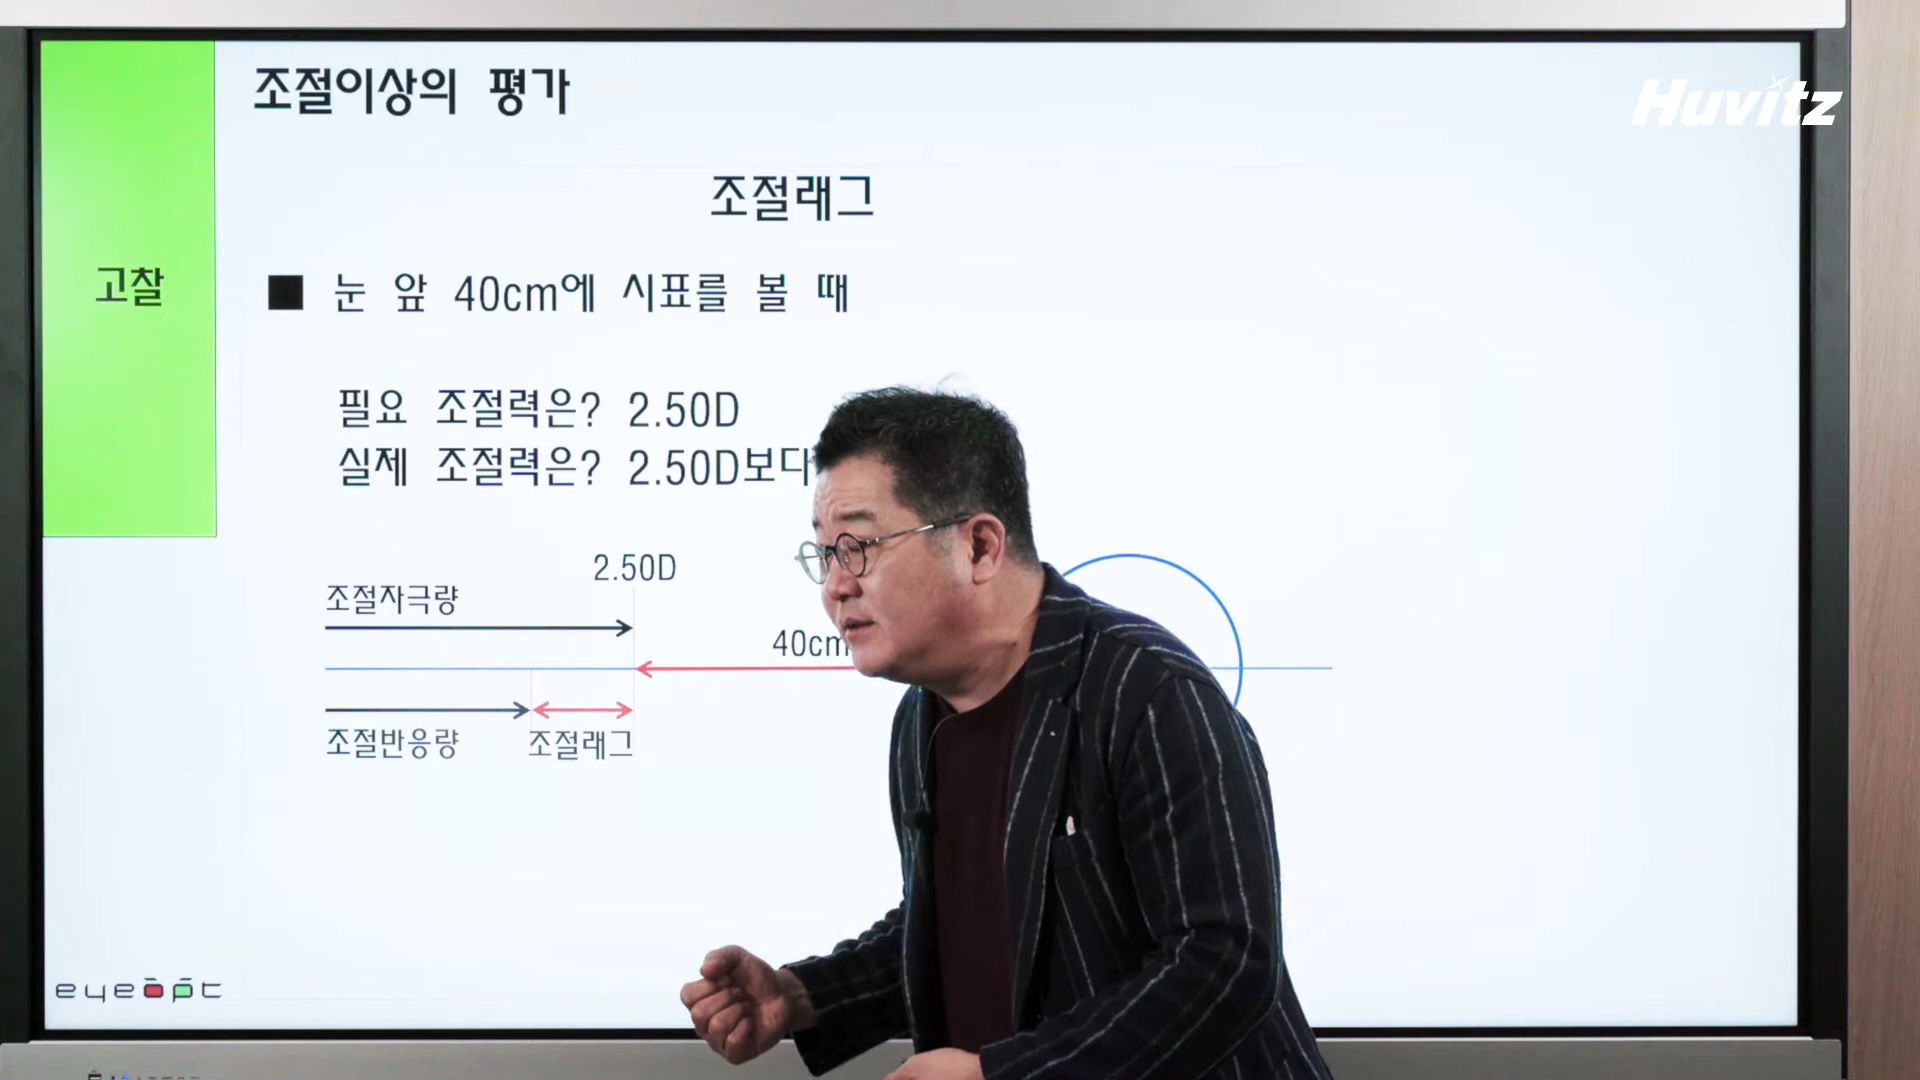 조절이상의 평가
Huvitz
조절래그
고찰
■ 눈 앞 40cm에 시표를 볼 때
필요 조절력은? 2.50D
실제 조절력은? 2.50D보다
2.50D
조절자극량
40cm
조절반응량
조절래그
eyeopt